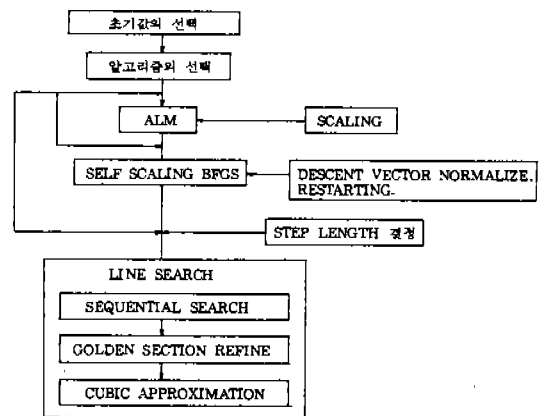 초기값의 선택
알고리즘의 선택
ALM
SCALING
SELF SCALING BFGS
DESCENT VECTOR NORMALIZE.
RESTARTING.
STEP LENGTH 결정
LINE SEARCH
SEQUENTIAL SEARCH
GOLDEN SECTION REFINE
CUBIC APPROXIMATION